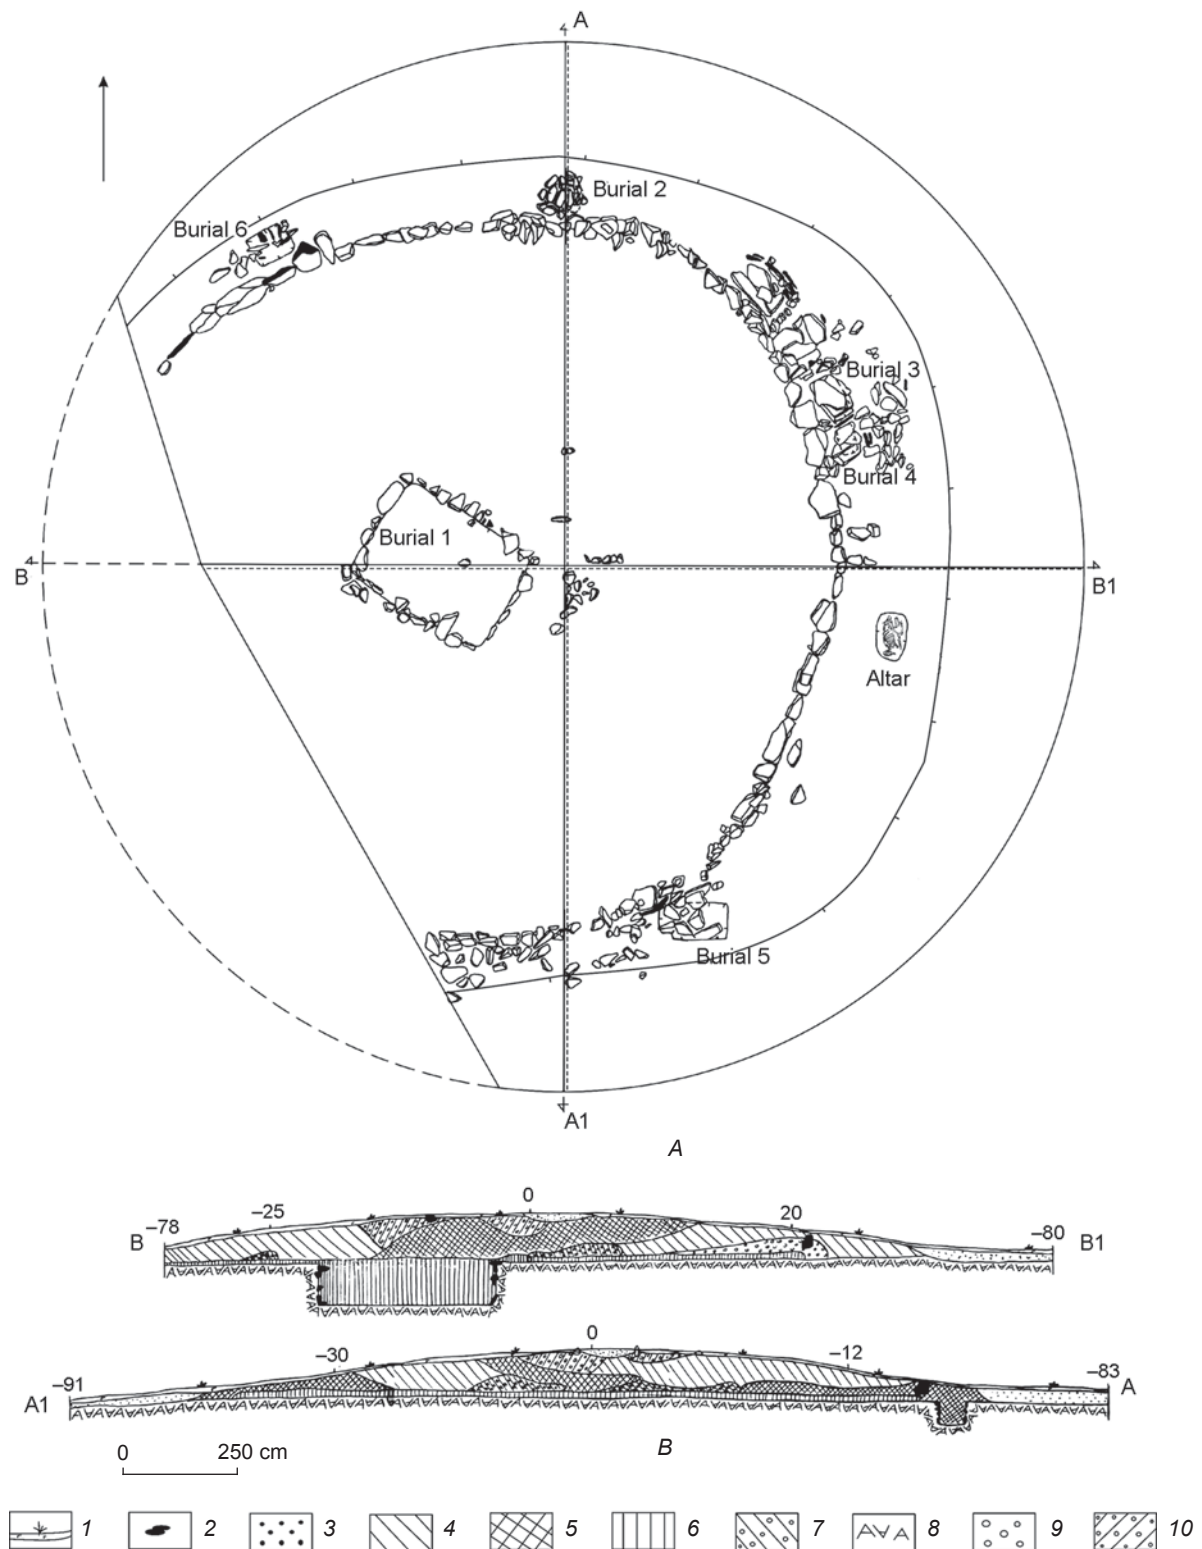 A
Burial 2
Burial 6
Burial 3
Burial 4
Burial 1
B
B1
Altar
Burial 5
A1
A
0
–25
20
–78
B
–80
B1
0
–30
–12
–91
–83
A1
A
0 250 cm
B
1 2 3 4 5 6 7 8 9 10